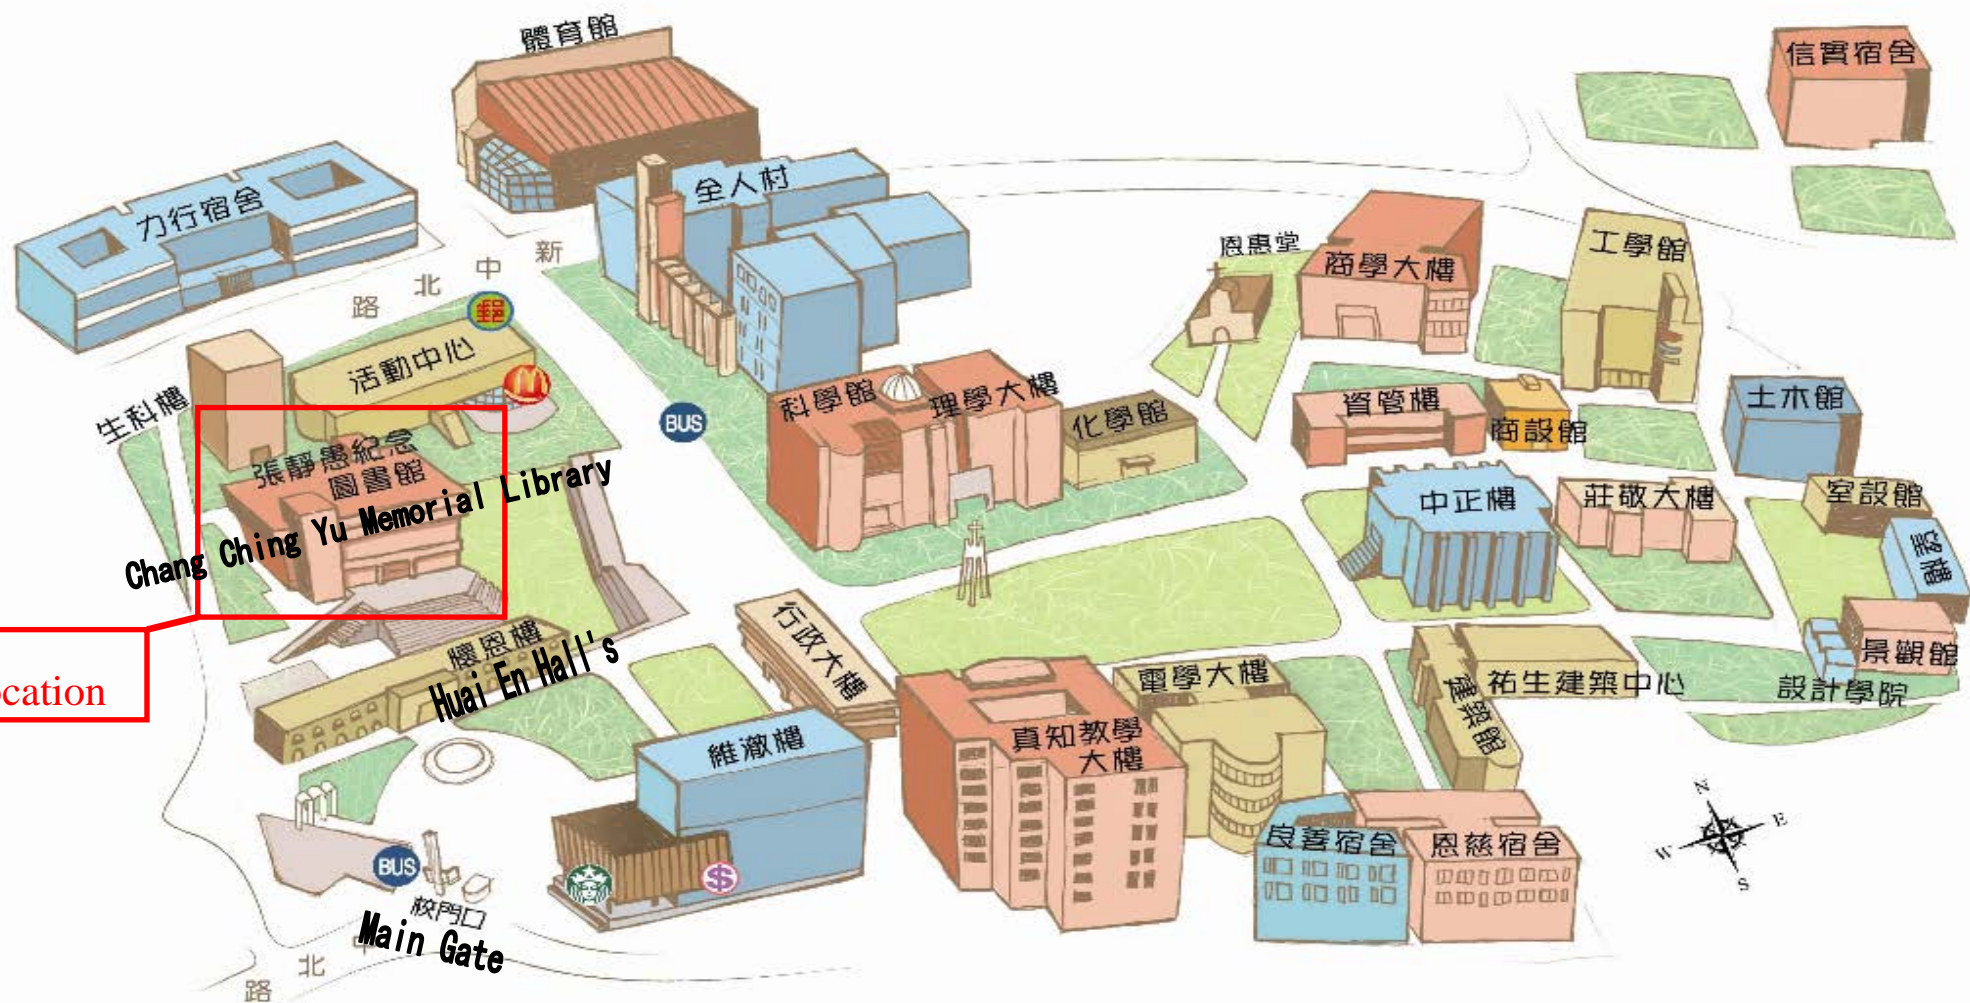 體育館
信實宿舍
力行宿舍
全人村
新
中
北
路
郵
恩惠堂
商學大樓
工學館
活動中心
生科樓
BUS
科學館
理學大樓
化學館
資管樓
商設館
土木館
張靜愚紀念
圖書館
Chang Ching Yu Memorial Library
中正樓
莊敬大樓
室設館
望樓
懷恩樓
Huai En Hall's
行政大樓
cation
電學大樓
建築館
祐生建築中心
景觀館
設計學院
維澈樓
真知教學
大樓
N
E
W
S
良善宿舍
恩慈宿舍
BUS
$
校門口
Main Gate
中
北
路